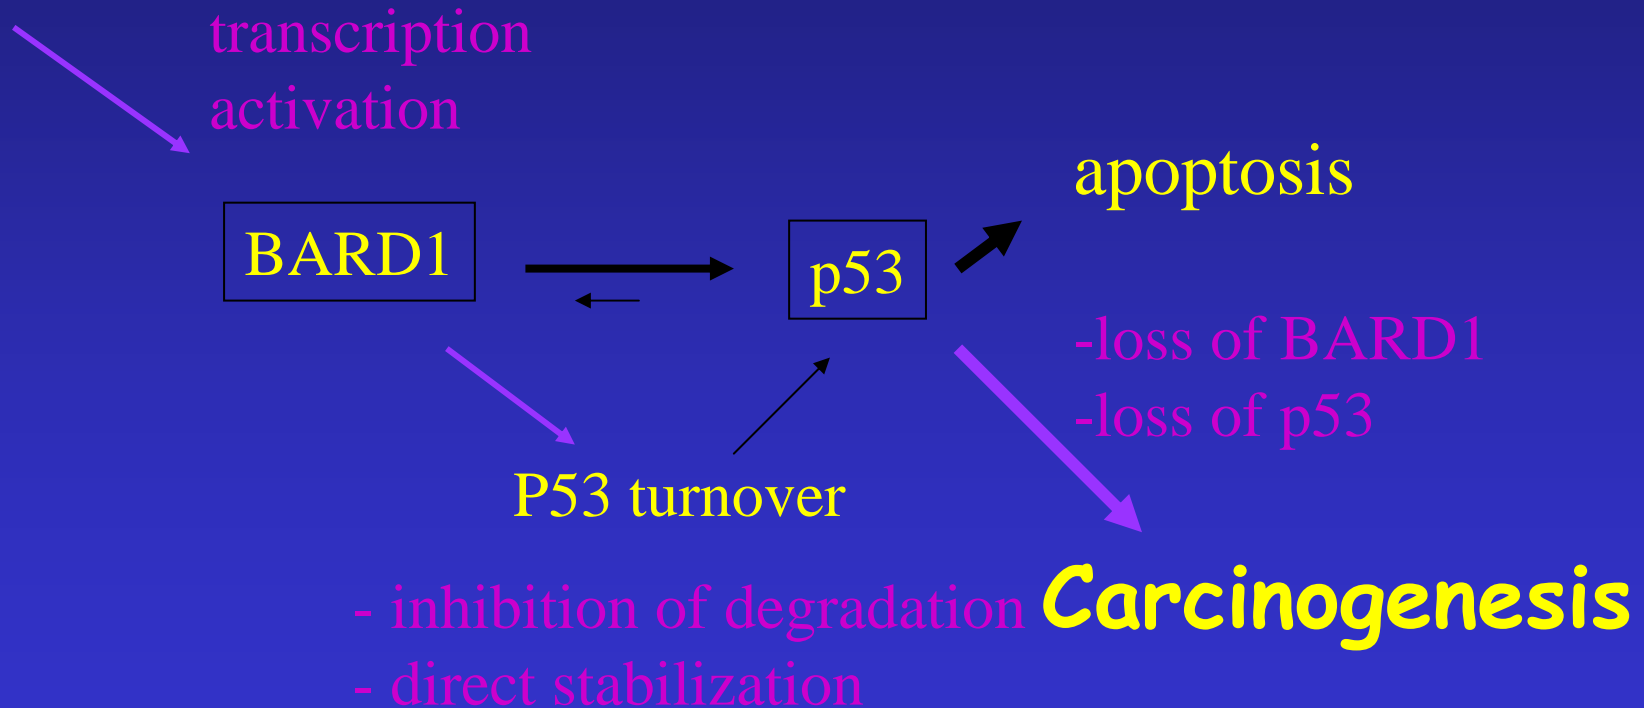 transcription
activation
apoptosis
BARD1
p53
-loss of BARD1
-loss of p53
P53 turnover
- inhibition of degradation
Carcinogenesis
- direct stabilization